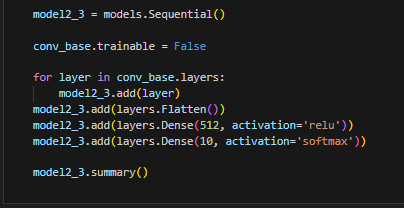 model2_3 = models.Sequential()
conv_base.trainable = False
for layer in conv_base.layers:
    model2_3.add(layer)
model2_3.add(layers.Flatten())
model2_3.add(layers.Dense(512, activation='relu'))
model2_3.add(layers.Dense(10, activation='softmax'))
model2_3.summary()